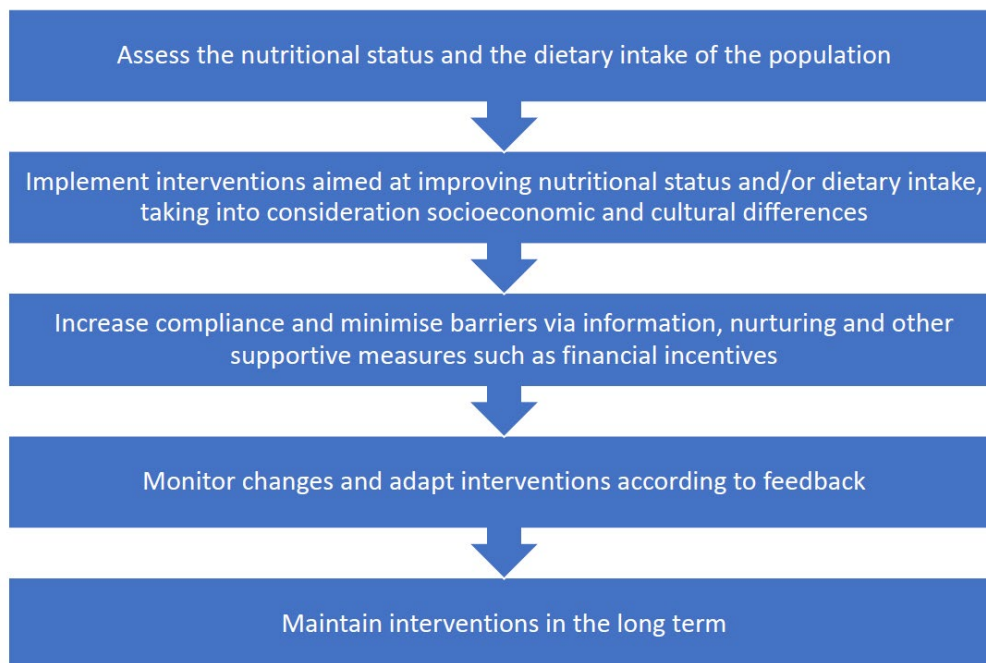 Assess the nutritional status and the dietary intake of the population
Implement interventions aimed at improving nutritional status and/or dietary intake,
taking into consideration socioeconomic and cultural differences
Increase compliance and minimise barriers via information, nurturing and other
supportive measures such as financial incentives
Monitor changes and adapt interventions according to feedback
Maintain interventions in the long term